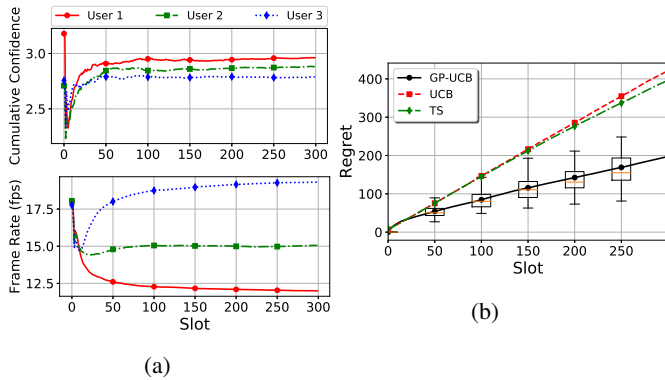 User 1 User 2 User 3
Cumulative Confidence
3.0
2.5
0 50 100 150 200 250 300
Frame Rate (fps)
17.5
15.0
12.5
0 50 100 150 200 250 300
Slot
(a)
GP-UCB
UCB
TS
Regret
400
300
200
100
0
0 50 100 150 200 250
Slot
(b)